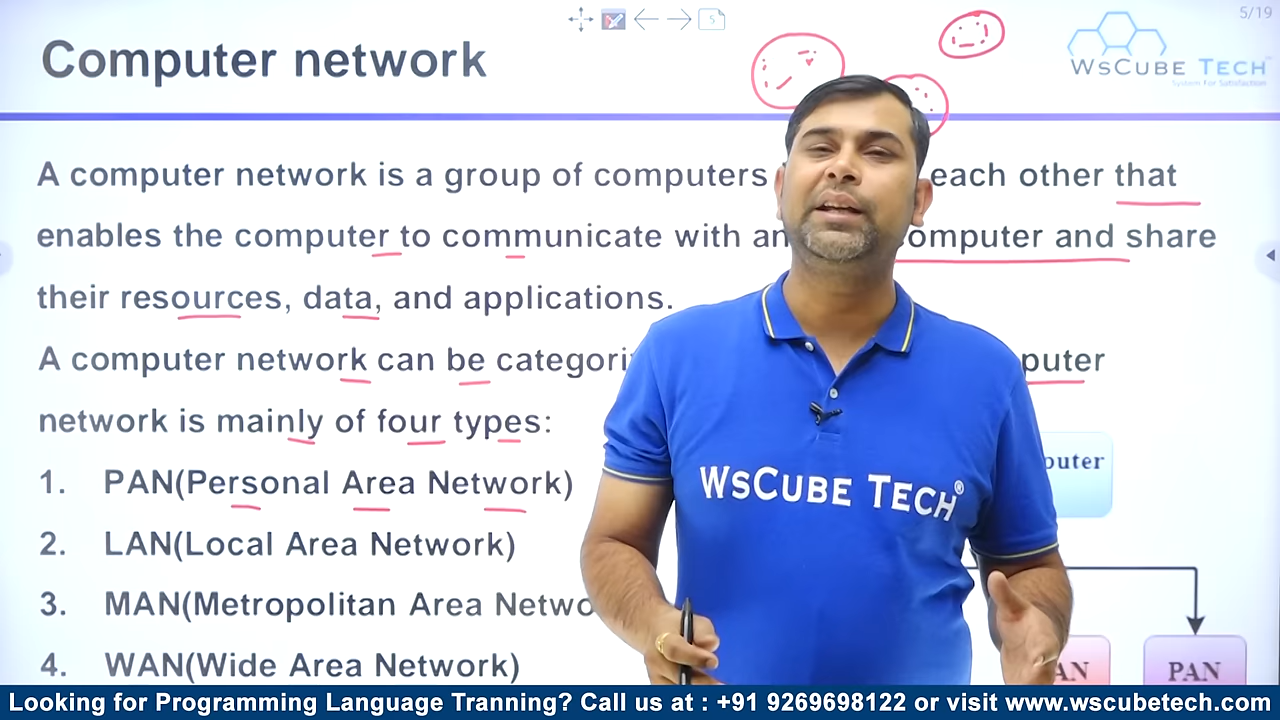 5
5/19
Computer network
WSCUBE TECH
System For Satisfaction
A computer network is a group of computers each other that
enables the computer to communicate with computer and share
their resources, data, and applications.
A computer network can be
network is mainly of four types:
1. PAN(Personal Area Network)
2. LAN(Local Area Network)
3. MAN(Metropolitan Area
4. WAN(Wide Area Network)
PAN
WSCUBE TECH®
Looking for Programming Language Tranning? Call us at : +91 9269698122 or visit www.wscubetech.com